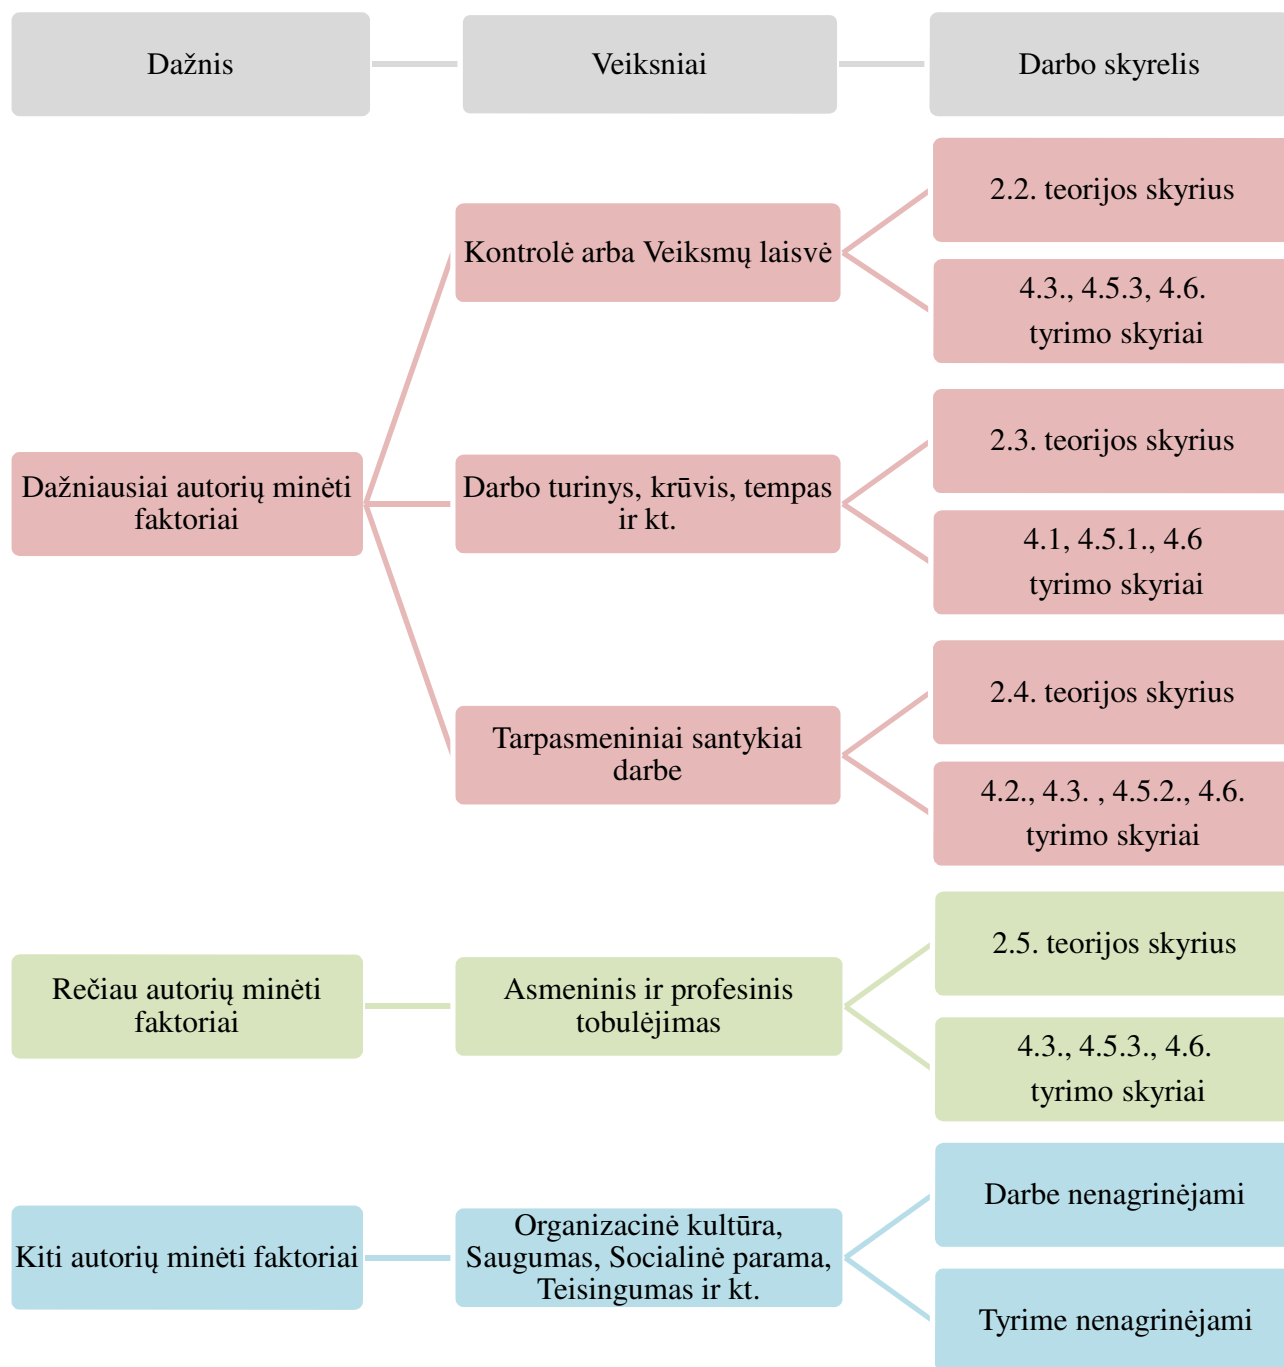 Dažnis
Veiksniai
Darbo skyrelis
Dažniausiai autorių minėti
faktoriai
Kontrolė arba Veiksmų laisvė
2.2. teorijos skyrius
4.3., 4.5.3, 4.6.
tyrimo skyriai
Darbo turinys, krūvis, tempas
ir kt.
2.3. teorijos skyrius
4.1, 4.5.1., 4.6
tyrimo skyriai
Tarpasmeniniai santykiai
darbe
2.4. teorijos skyrius
4.2., 4.3. , 4.5.2., 4.6.
tyrimo skyriai
Rečiau autorių minėti
faktoriai
Asmeninis ir profesinis
tobulėjimas
2.5. teorijos skyrius
4.3., 4.5.3., 4.6.
tyrimo skyriai
Kiti autorių minėti faktoriai
Organizacinė kultūra,
Saugumas, Socialinė parama,
Teisingumas ir kt.
Darbe nenagrinėjami
Tyrime nenagrinėjami